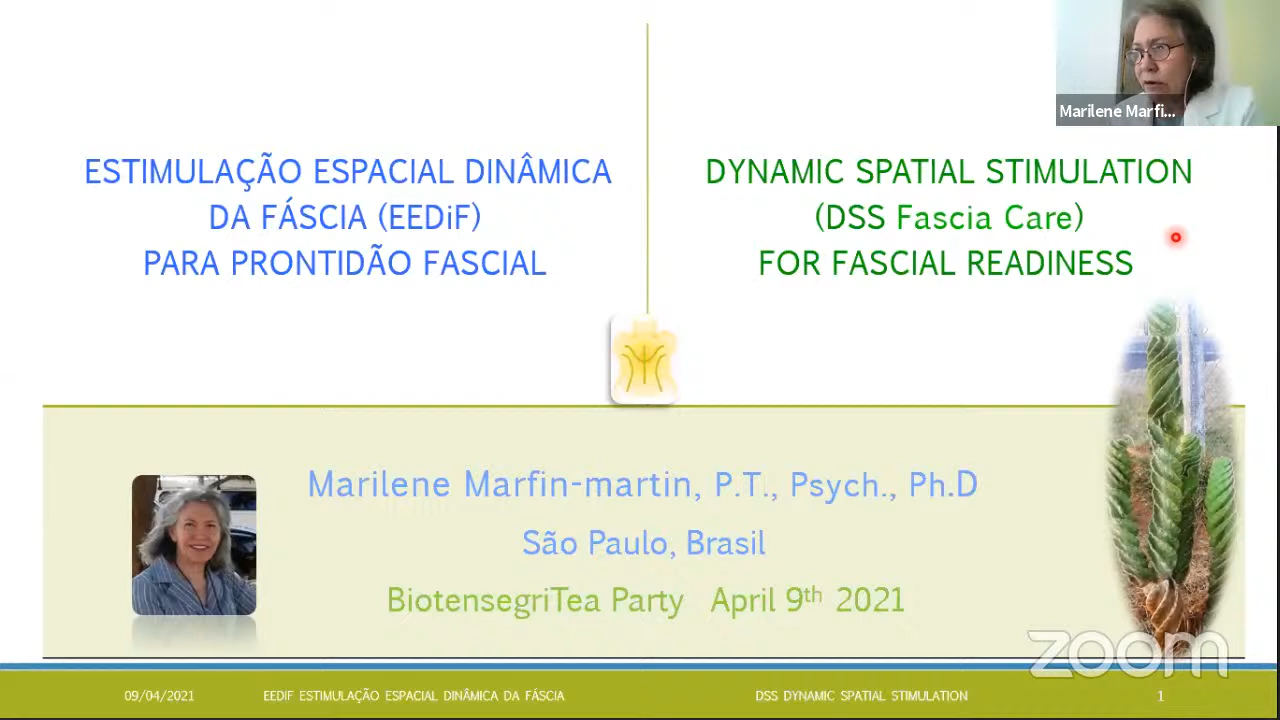 Marilene Marfi...
ESTIMULAÇÃO ESPACIAL DINÂMICA
DA FÁSCIA (EEDiF)
PARA PRONTIDÃO FASCIAL
DYNAMIC SPATIAL STIMULATION
(DSS Fascia Care)
FOR FASCIAL READINESS
Marilene Marfin-martin, P.T., Psych., Ph.D
São Paulo, Brasil
BiotensegriTea Party April 9th 2021
zoom
09/04/2021 EEDIF ESTIMULAÇÃO ESPACIAL DINÂMICA DA FÁSCIA DSS DYNAMIC SPATIAL STIMULATION 1